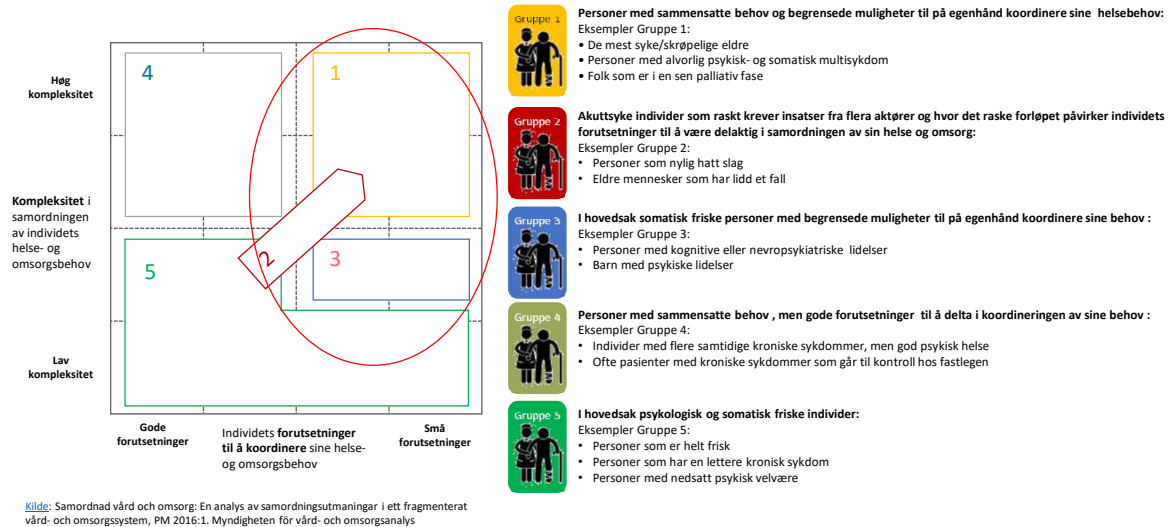 Høg
kompleksitet
Kompleksitet i
samordningen
av individets
helse- og
omsorgsbehov
Lav
kompleksitet
4
1
2
3
5
Gode
forutsetninger
Individets forutsetninger
til å koordinere sine helse-
og omsorgsbehov
Små
forutsetninger
Kilde: Samordnad vård och omsorg: En analys av samordningsutmaningar i ett fragmenterat
vård- och omsorgssystem, PM 2016:1. Myndigheten för vård- och omsorgsanalys
Gruppe 1
Personer med sammensatte behov og begrensede muligheter til på egenhånd koordinere sine helsebehov:
Eksempler Gruppe 1:
• De mest syke/skrøpelige eldre
• Personer med alvorlig psykisk- og somatisk multisykdom
• Folk som er i en sen palliativ fase
Gruppe 2
Akuttsyke individer som raskt krever insatser fra flera aktører og hvor det raske forløpet påvirker individets
forutsetninger til å være delaktig i samordningen av sin helse og omsorg:
Eksempler Gruppe 2:
• Personer som nylig hatt slag
• Eldre mennesker som har lidd et fall
Gruppe 3
I hovedsak somatisk friske personer med begrensede muligheter til på egenhånd koordinere sine behov :
Eksempler Gruppe 3:
• Personer med kognitive eller nevropsykiatriske lidelser
• Barn med psykiske lidelser
Gruppe 4
Personer med sammensatte behov , men gode forutsetninger til å delta i koordineringen av sine behov :
Eksempler Gruppe 4:
• Individer med flere samtidige kroniske sykdommer, men god psykisk helse
• Ofte pasienter med kroniske sykdommer som går til kontroll hos fastlegen
Gruppe 5
I hovedsak psykologisk og somatisk friske individer:
Eksempler Gruppe 5:
• Personer som er helt frisk
• Personer som har en lettere kronisk sykdom
• Personer med nedsatt psykisk velvære